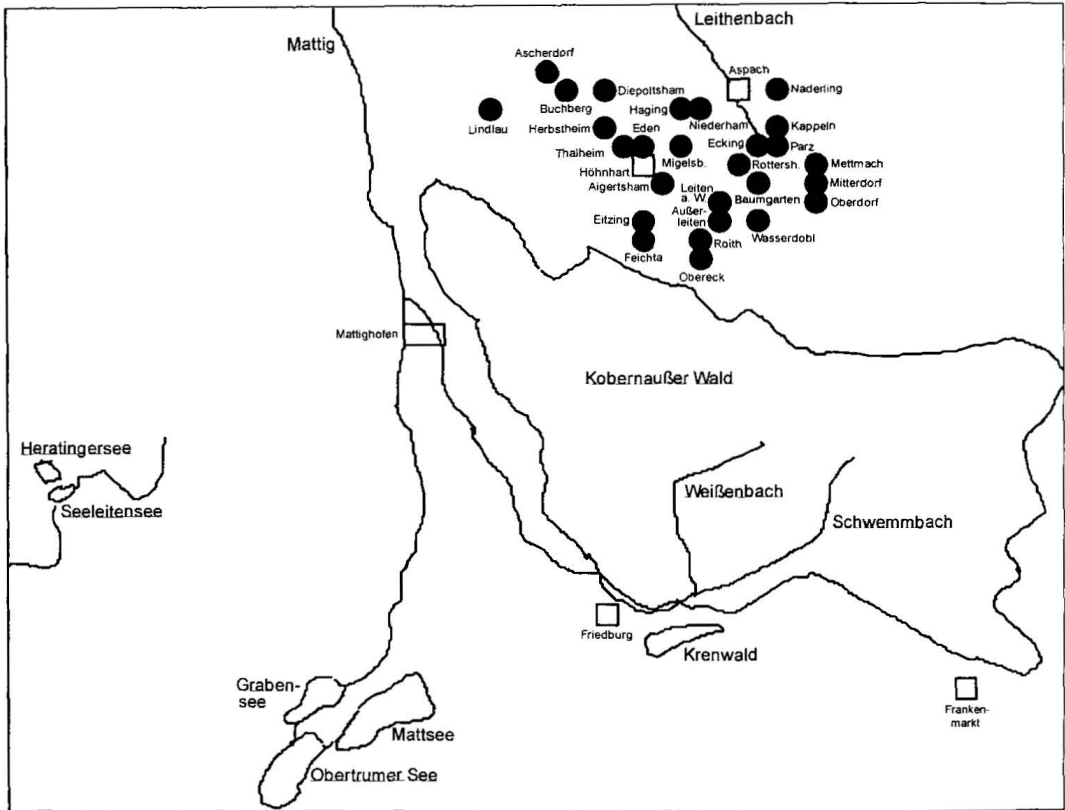 Leithenbach
Mattig
Ascherdorf
Aspach
Diepoltsham
Naderling
Buchberg
Haging
Lindlau
Herbstheim
Eden
Niederham
Kappeln
Ecking
Parz
Thalheim
Migelsb.
Rottersh.
Mettmach
Höhnhart
Aigertsham
Leiten
a. W.
Mitterdorf
Baumgarten
Oberdorf
Eitzing
Außer-
leiten
Wasserdobl
Feichta
Roith
Obereck
Mattighofen
Kobernaußer Wald
Heratingersee
Seeleitensee
Weißenbach
Schwemmbach
Friedburg
Krenwald
Graben-
see
Franken-
markt
Mattsee
Obertrumer See